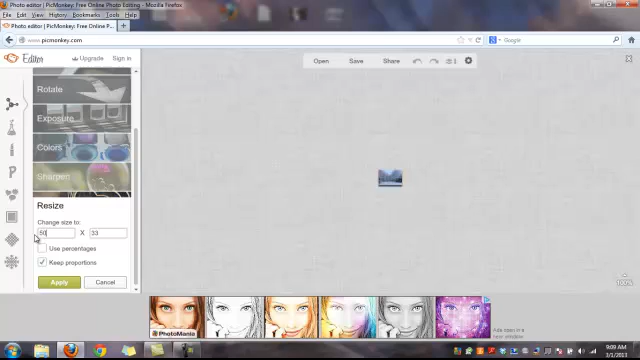 Photo editor | PicMonkey: Free Online Photo Editing - Mozilla Firefox
File Edit View History Bookmarks Tools Help
Photo editor | PicMonkey: Free Online P...
www.picmonkey.com
Google
Editor
Upgrade
Sign in
Open
Save
Share
Rotate
Exposure
Colors
Sharpen
Resize
Change size to:
50 X 33
Use percentages
Keep proportions
Apply
Cancel
100%
PhotoMania
9:09 AM
3/1/2013